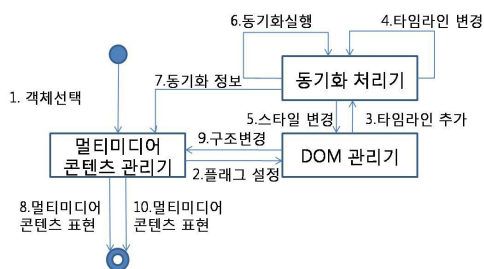 6.동기화실행
4.타임라인 변경
7.동기화 정보
동기화 처리기
1. 객체선택
5.스타일 변경
3.타임라인 추가
9.구조변경
멀티미디어
콘텐츠 관리기
DOM 관리기
2.플래그 설정
8.멀티미디어
콘텐츠 표현
10.멀티미디어
콘텐츠 표현